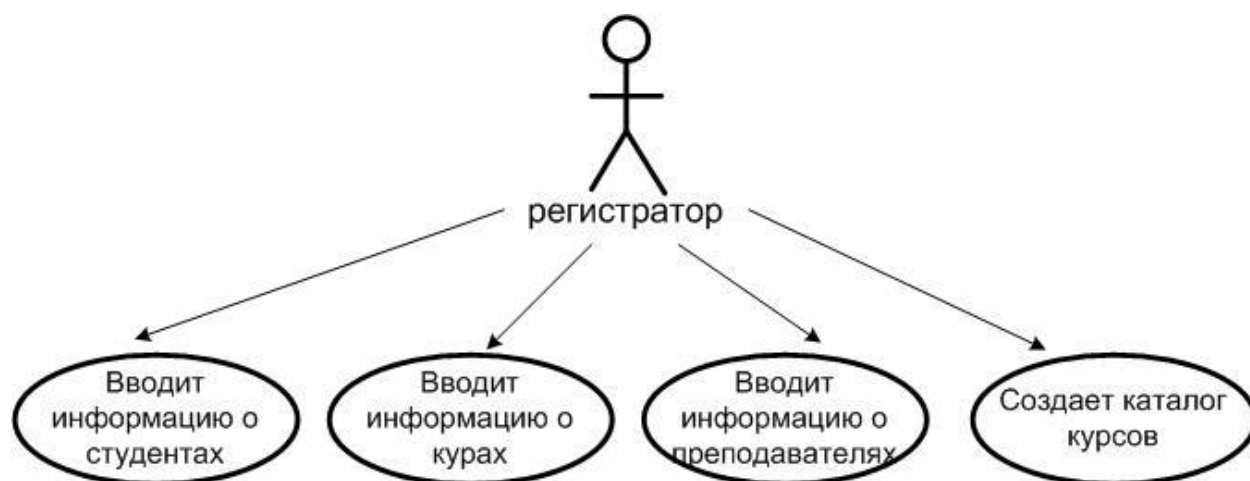 регистратор
Вводит
информацию о
студентах
Вводит
информацию о
курах
Вводит
информацию о
преподавателях
Создает каталог
курсов